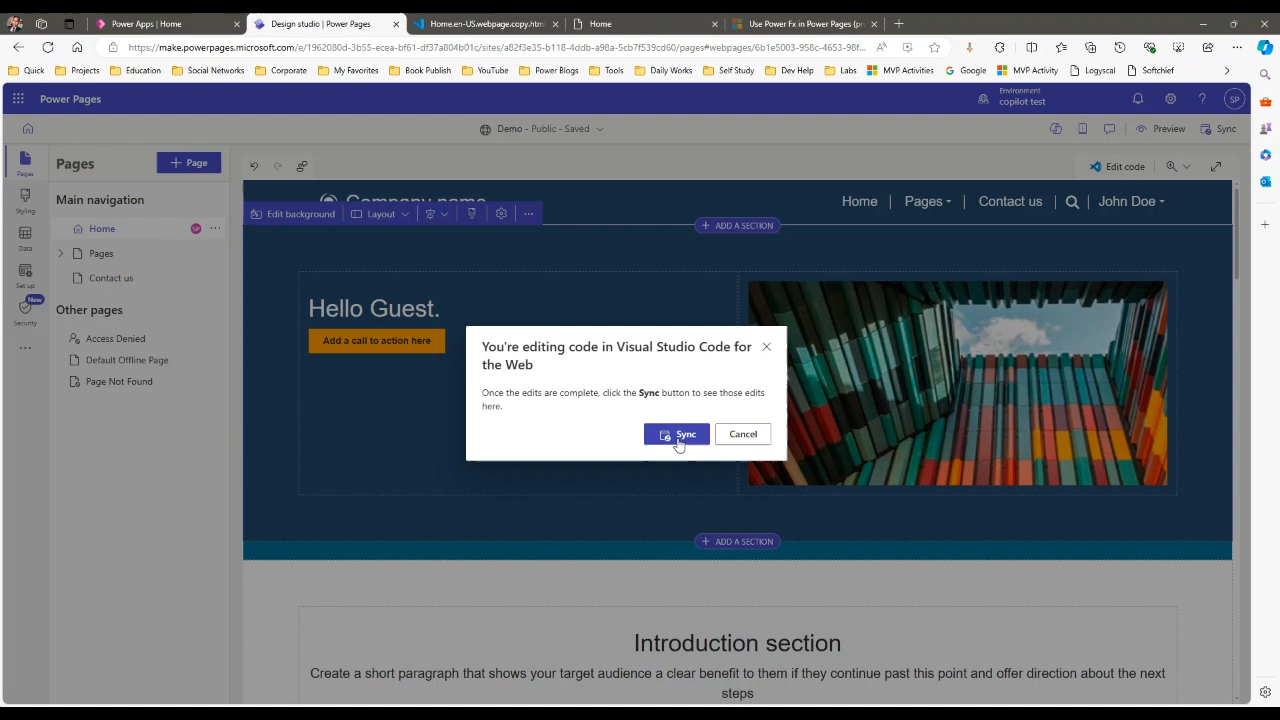 Power Apps | Home
Design studio | Power Pages
Home.en-US.webpage.copy.html
Home
Use Power Fx in Power Pages (pr
https://make.powerpages.microsoft.com/e/1962080d-3b55-ecea-bf61-df37a804b01c/sites/a82f3e35-b11f-4ddb-a98a-5cb7f539cd60/pages#webpages/6b1e5003-958c-4653-98f...
Quick
Projects
Education
Social Networks
Corporate
My Favorites
Book Publish
YouTube
Power Blogs
Tools
Daily Works
Self Study
Dev Help
Labs
MVP Activities
Google
MVP Activity
Logyscal
Softchief
Power Pages
Environment
copilot test
SP
Demo - Public - Saved
Preview
Sync
Pages
Styling
Data
Set up
New
Security
Pages
+ Page
Main navigation
Home
SP
Pages
Contact us
Other pages
Access Denied
Default Offline Page
Page Not Found
Edit code
Company name
Home
Pages
Contact us
John Doe
Edit background
Layout
+ ADD A SECTION
Hello Guest.
Add a call to action here
You're editing code in Visual Studio Code for
the Web
Once the edits are complete, click the Sync button to see those edits
here.
Sync
Cancel
+ ADD A SECTION
Introduction section
Create a short paragraph that shows your target audience a clear benefit to them if they continue past this point and offer direction about the next
steps